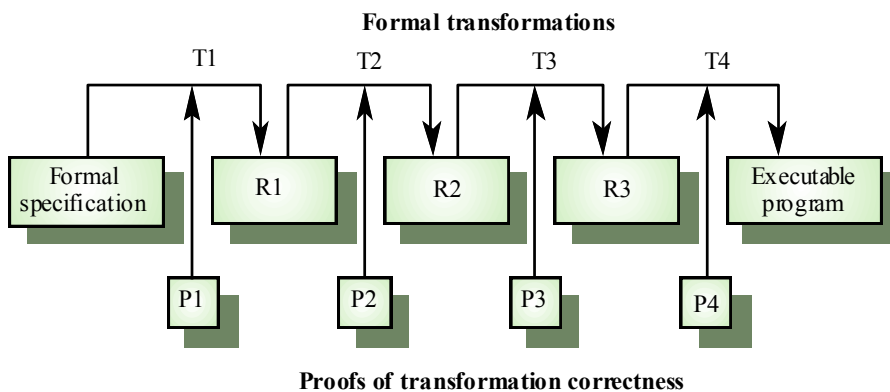 Formal transformations
T1
T2
T3
T4
Formal
specification
R1
R2
R3
Executable
program
P1
P2
P3
P4
Proofs of transformation correctness